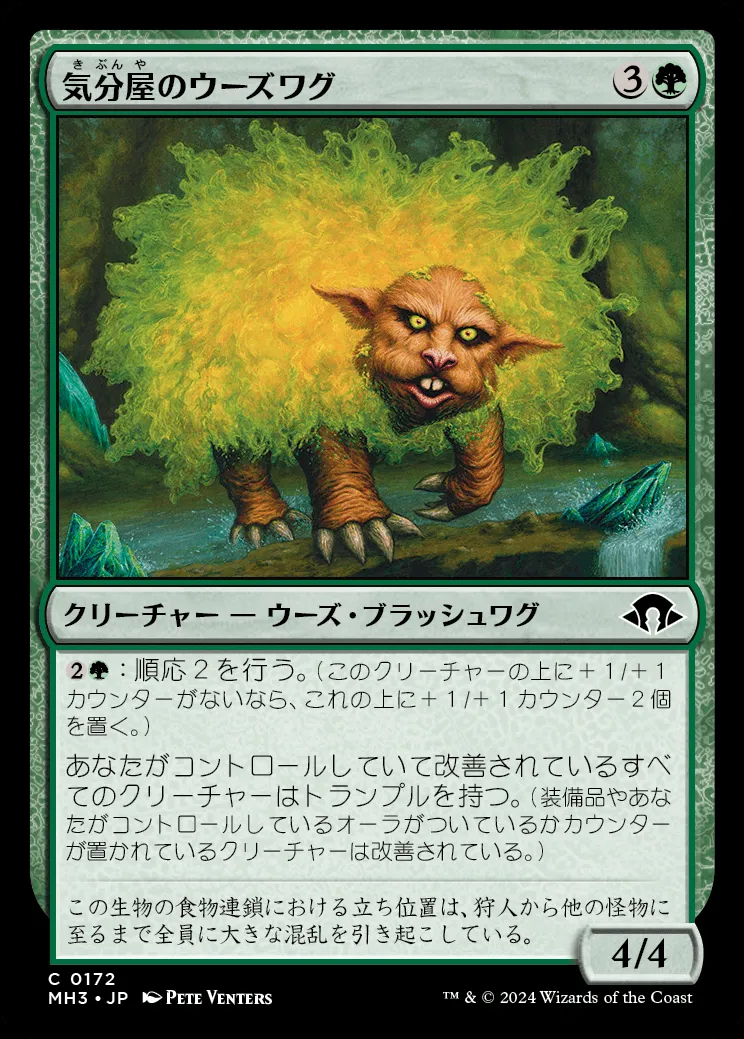 きぶんや
気分屋のウーズワグ
3
クリーチャー ― ウーズ・ブラッシュワグ
2：順応２を行う。（このクリーチャーの上に＋１/＋１
カウンターがないなら、これの上に＋１/＋１カウンター２個
を置く。）
あなたがコントロールしていて改善されているすべ
てのクリーチャーはトランプルを持つ。（装備品やあな
たがコントロールしているオーラがついているかカウンター
が置かれているクリーチャーは改善されている。）
この生物の食物連鎖における立ち位置は、狩人から他の怪物に
至るまで全員に大きな混乱を引き起こしている。
4/4
C 0172
MH3・JP PETE VENTERS
™ & © 2024 Wizards of the Coast